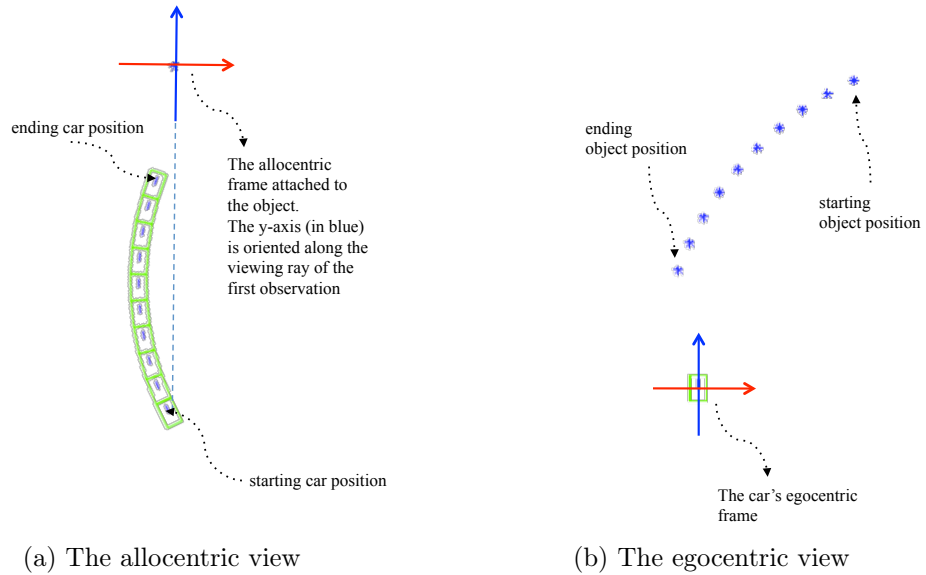 ending car position
The allocentric
frame attached to
the object.
The y-axis (in blue)
is oriented along the
viewing ray of the
first observation
starting car position
ending
object position
starting
object position
The car's egocentric
frame
(a) The allocentric view
(b) The egocentric view